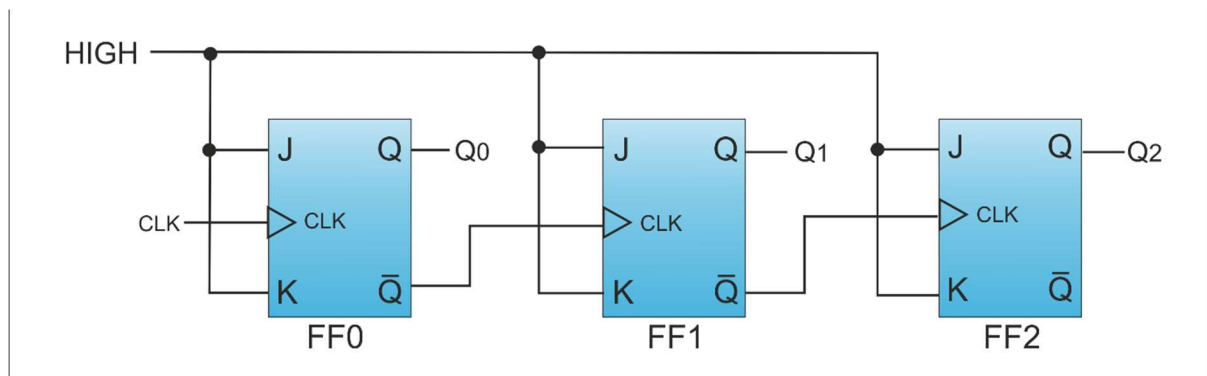 HIGH
J Q Q0
CLK CLK
K Q̅
FF0
J Q Q1
CLK
K Q̅
FF1
J Q Q2
CLK
K Q̅
FF2